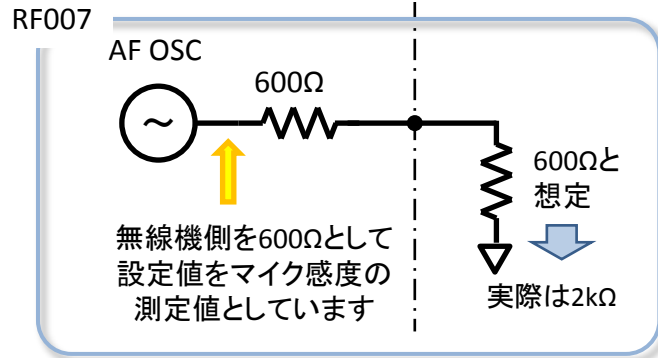 RF007
AF OSC
600Ω
~
600Ωと
想定
無線機側を600Ωとして
設定値をマイク感度の
測定値としています
実際は2kΩ